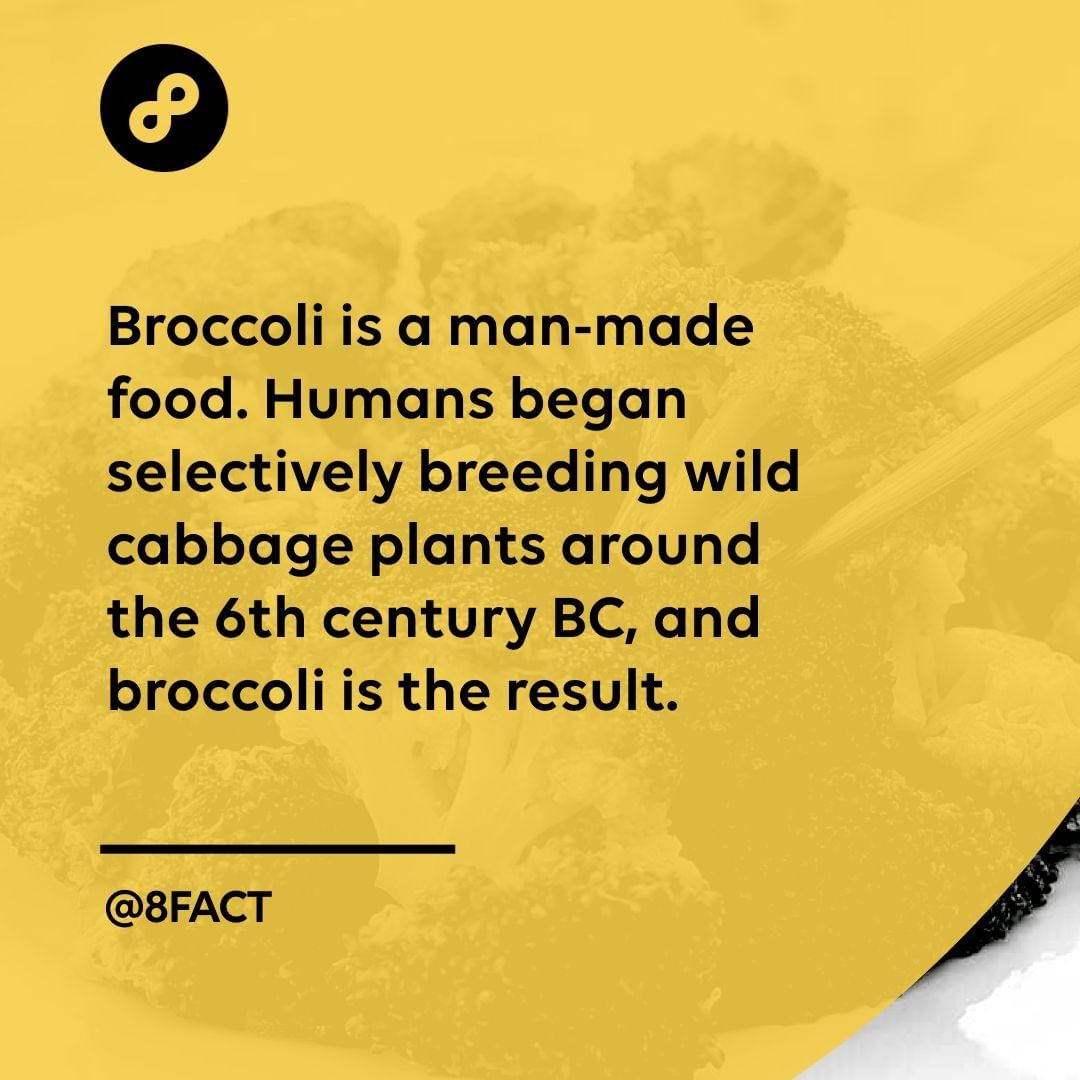 Broccoli is a man-made
food. Humans began
selectively breeding wild
cabbage plants around
the 6th century BC, and
broccoli is the result.
@8FACT